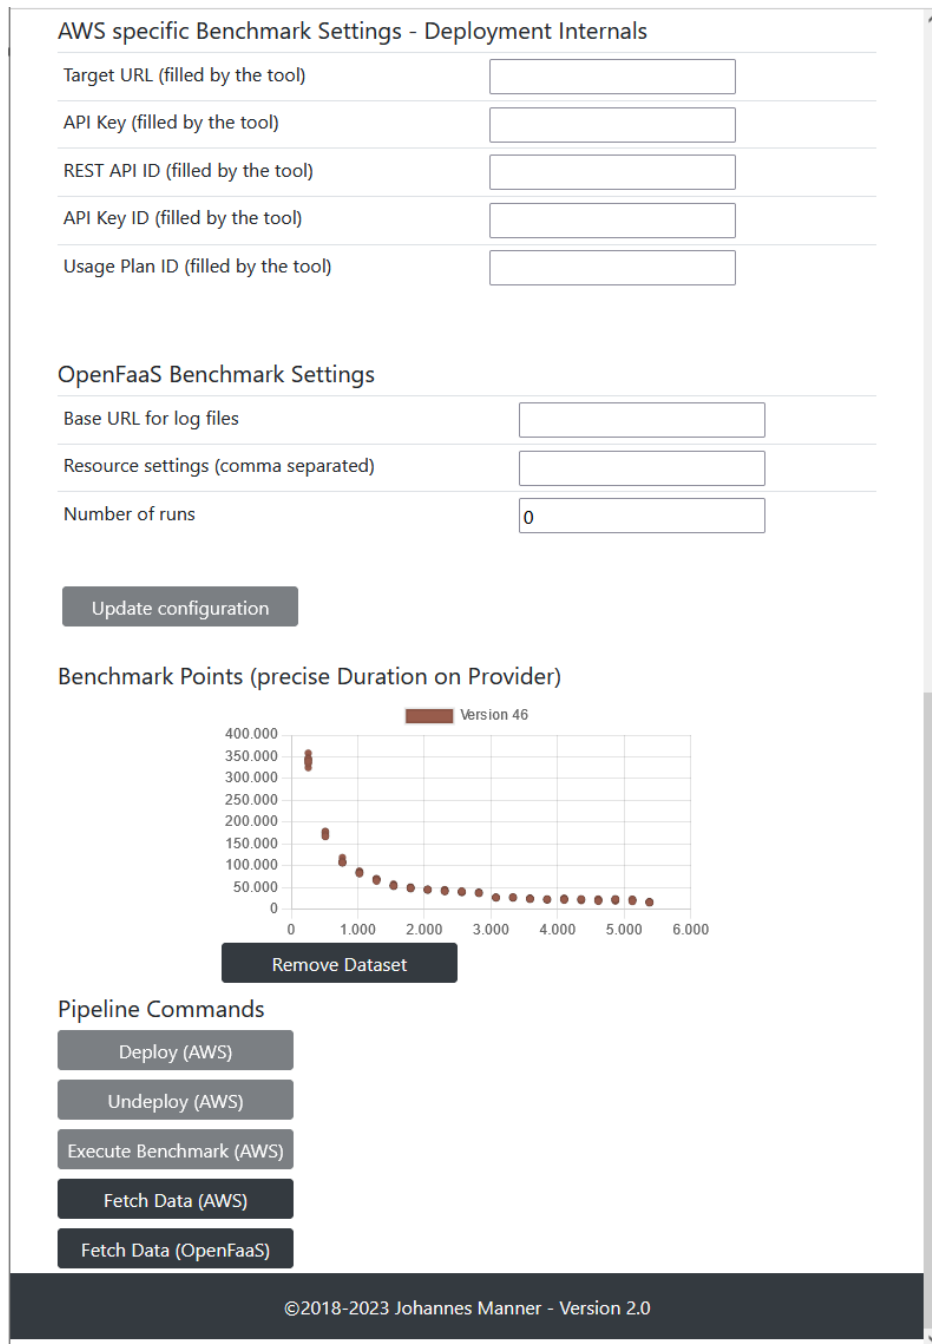 AWS specific Benchmark Settings - Deployment Internals
Target URL (filled by the tool)
API Key (filled by the tool)
REST API ID (filled by the tool)
API Key ID (filled by the tool)
Usage Plan ID (filled by the tool)
OpenFaaS Benchmark Settings
Base URL for log files
Resource settings (comma separated)
Number of runs 0
Update configuration
Benchmark Points (precise Duration on Provider)
Version 46
400.000
350.000
300.000
250.000
200.000
150.000
100.000
50.000
0
0 1.000 2.000 3.000 4.000 5.000 6.000
Remove Dataset
Pipeline Commands
Deploy (AWS)
Undeploy (AWS)
Execute Benchmark (AWS)
Fetch Data (AWS)
Fetch Data (OpenFaaS)
©2018-2023 Johannes Manner - Version 2.0